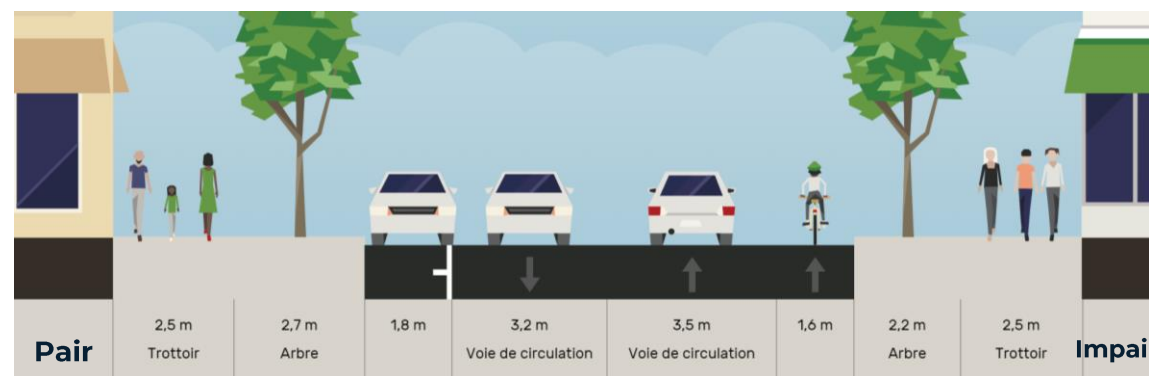 Pair
2,5 m
Trottoir
2,7 m
Arbre
1,8 m
3,2 m
Voie de circulation
3,5 m
Voie de circulation
1,6 m
2,2 m
Arbre
2,5 m
Trottoir
Impai